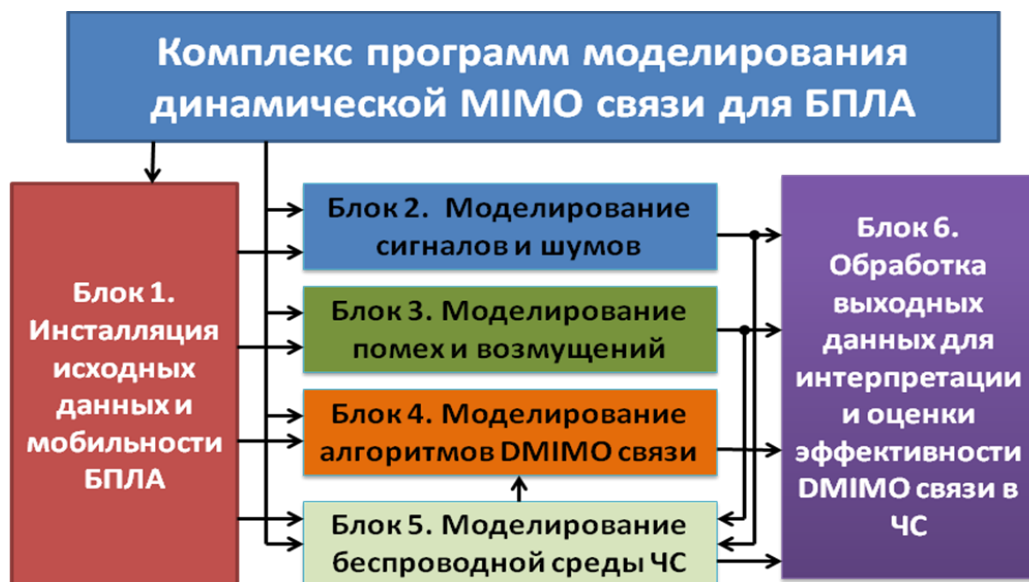 Комплекс программ моделирования
динамической MIMO связи для БПЛА
Блок 1.
Инсталляция
исходных
данных и
мобильности
БПЛА
Блок 2. Моделирование
сигналов и шумов
Блок 3. Моделирование
помех и возмущений
Блок 4. Моделирование
алгоритмов DMIMO связи
Блок 5. Моделирование
беспроводной среды ЧС
Блок 6.
Обработка
выходных
данных для
интерпретации
и оценки
эффективности
DMIMO связи в
ЧС